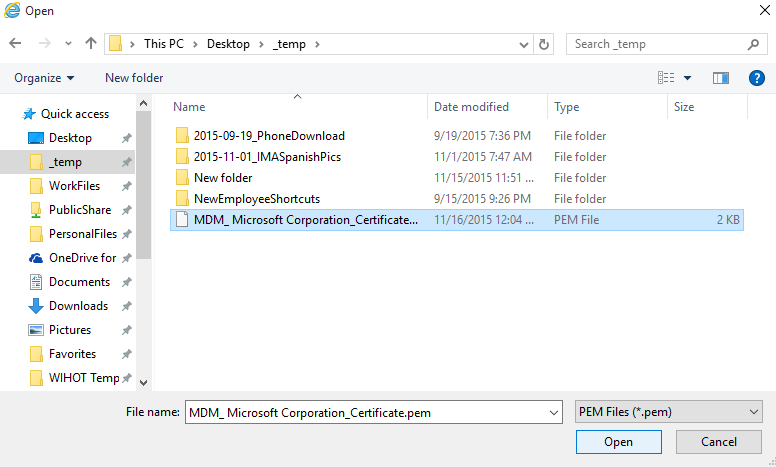 Open
This PC
Desktop
_temp
Search _temp
Organize
New folder
Name
Date modified
Type
Size
Quick access
Desktop
_temp
WorkFiles
PublicShare
PersonalFiles
OneDrive for
Documents
Downloads
Pictures
Favorites
WIHOT Temp
2015-09-19_PhoneDownload 9/19/2015 7:36 PM File folder
2015-11-01_IMASpanishPics 11/1/2015 7:47 AM File folder
New folder 11/15/2015 11:51 ... File folder
NewEmployeeShortcuts 9/15/2015 9:26 PM File folder
MDM_ Microsoft Corporation_Certificate... 11/16/2015 12:04 ... PEM File 2 KB
File name: MDM_ Microsoft Corporation_Certificate.pem
PEM Files (*.pem)
Open
Cancel